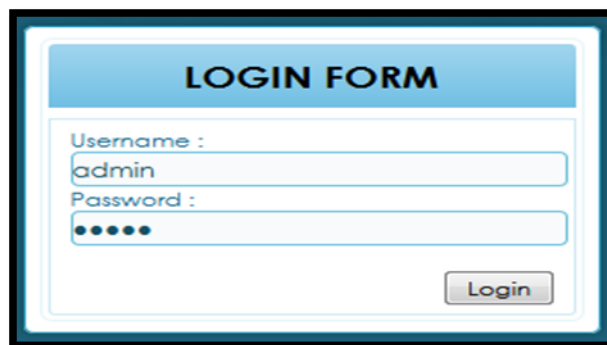 LOGIN FORM
Username :
admin
Password :
•••••
Login